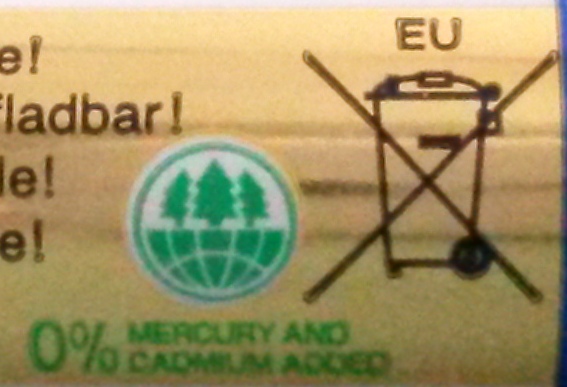 EU
e!
fladbar!
le!
e!
0% MERCURY AND
CADMIUM ADDED